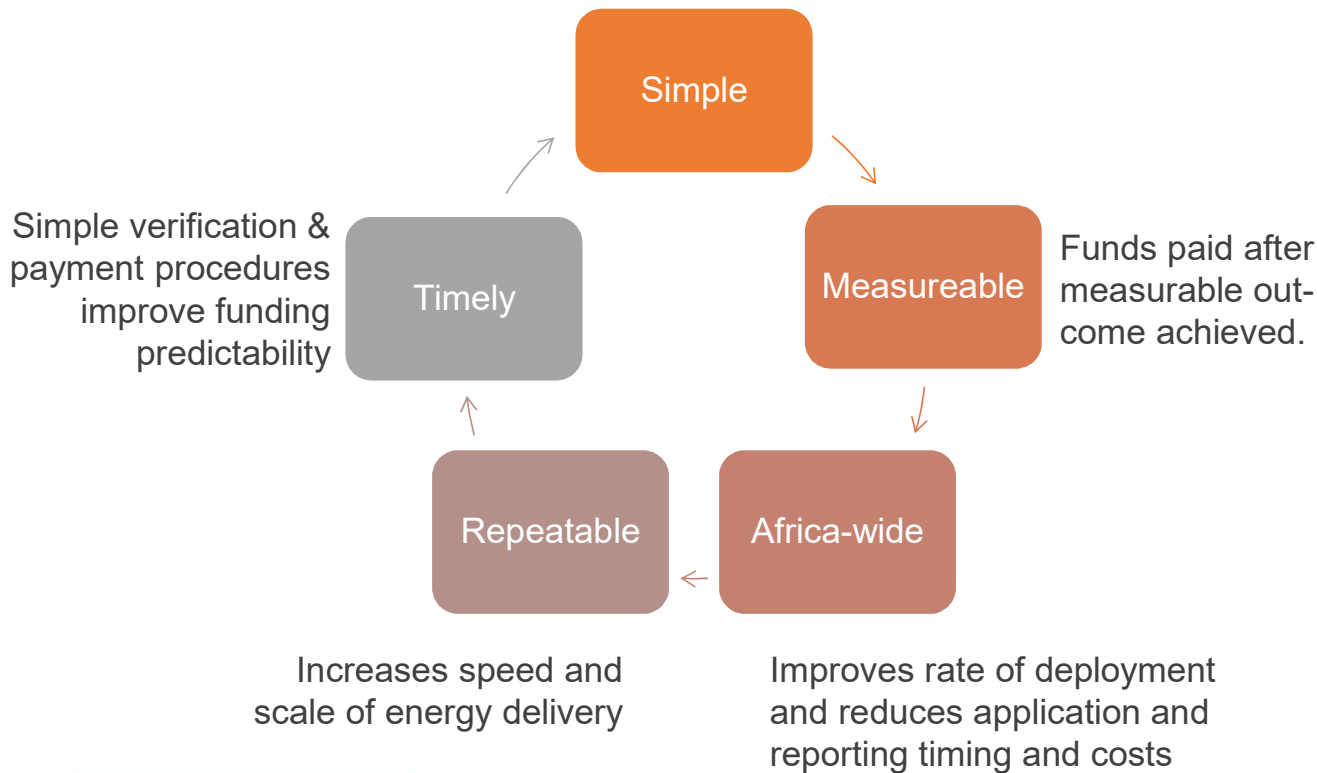 Simple
Simple verification &
payment procedures
improve funding
predictability
Timely
Measureable
Funds paid after
measurable out-
come achieved.
Repeatable
Africa-wide
Increases speed and
scale of energy delivery
Improves rate of deployment
and reduces application and
reporting timing and costs